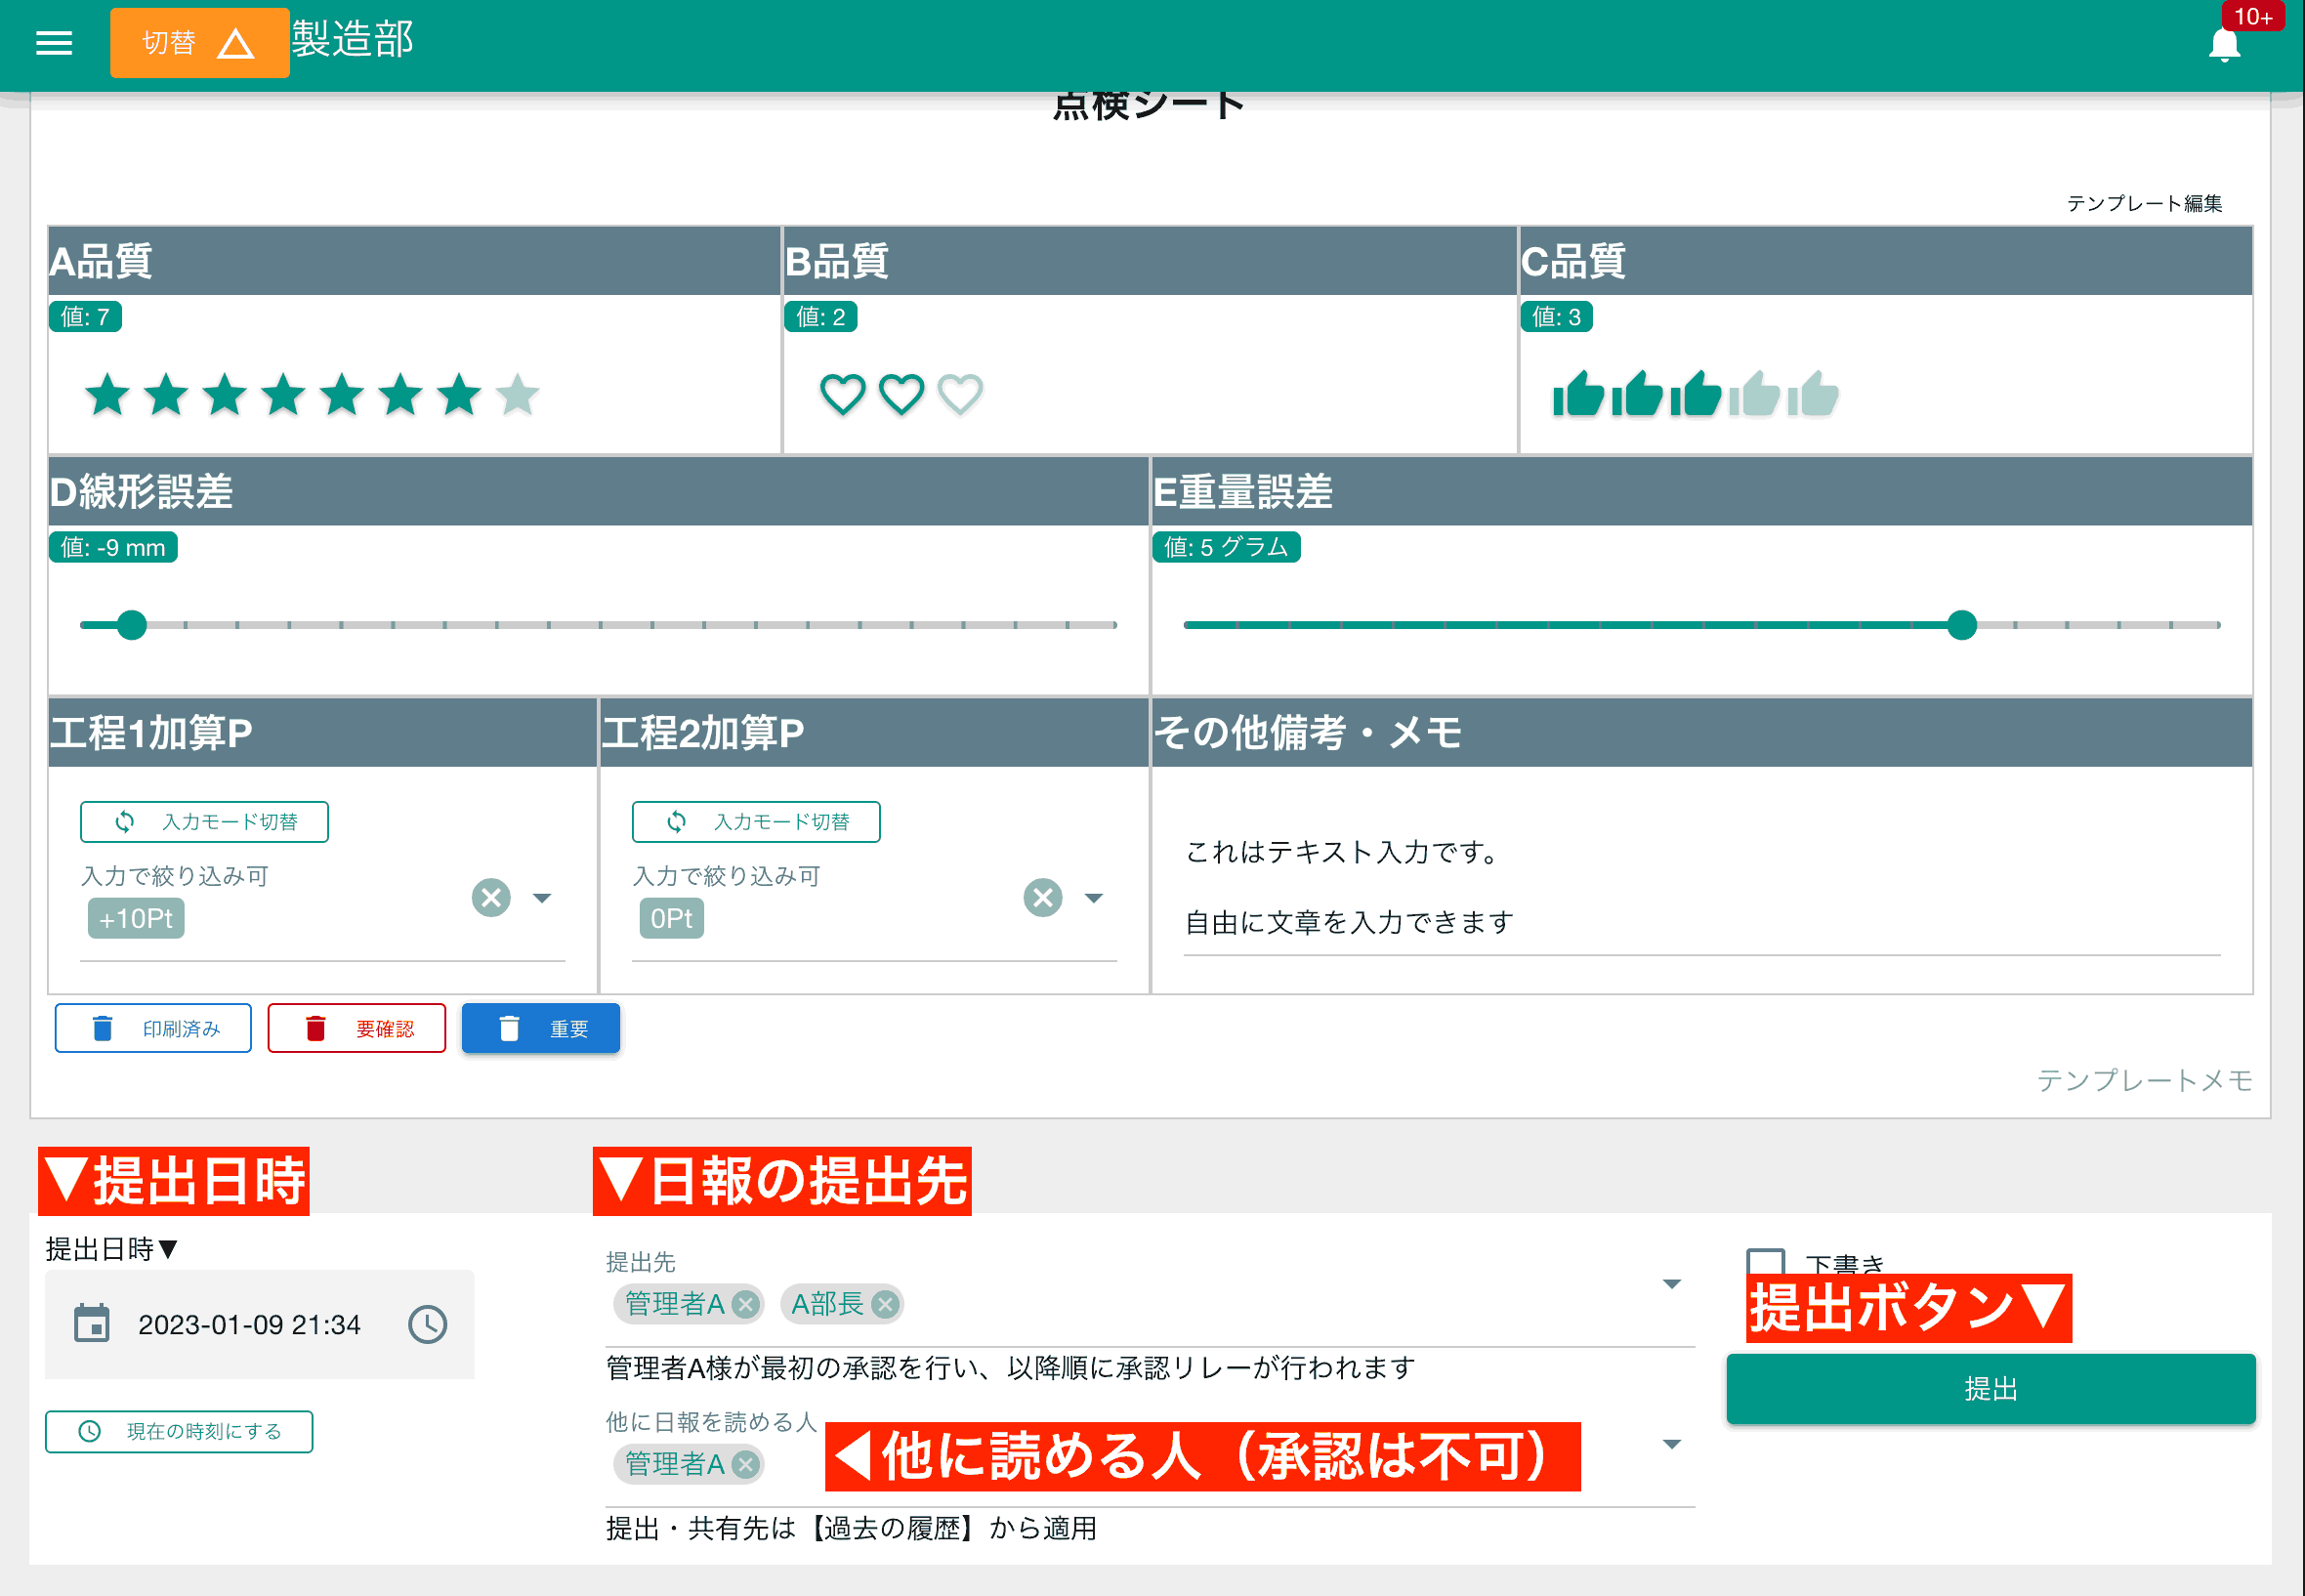 切替 製造部
10+
点検シート
テンプレート編集
A品質
B品質
C品質
値: 7
値: 2
値: 3
D線形誤差
E重量誤差
値: -9 mm
値: 5 グラム
工程1加算P
工程2加算P
その他備考・メモ
入力モード切替
入力で絞り込み可
+10Pt
入力モード切替
入力で絞り込み可
0Pt
これはテキスト入力です。
自由に文章を入力できます
印刷済み
要確認
重要
テンプレートメモ
▼提出日時
提出日時▼
2023-01-09 21:34
現在の時刻にする
▼日報の提出先
提出先
管理者A
A部長
管理者A様が最初の承認を行い、以降順に承認リレーが行われます
他に日報を読める人
管理者A
◀他に読める人（承認は不可）
提出・共有先は【過去の履歴】から適用
下書き
提出ボタン▼
提出